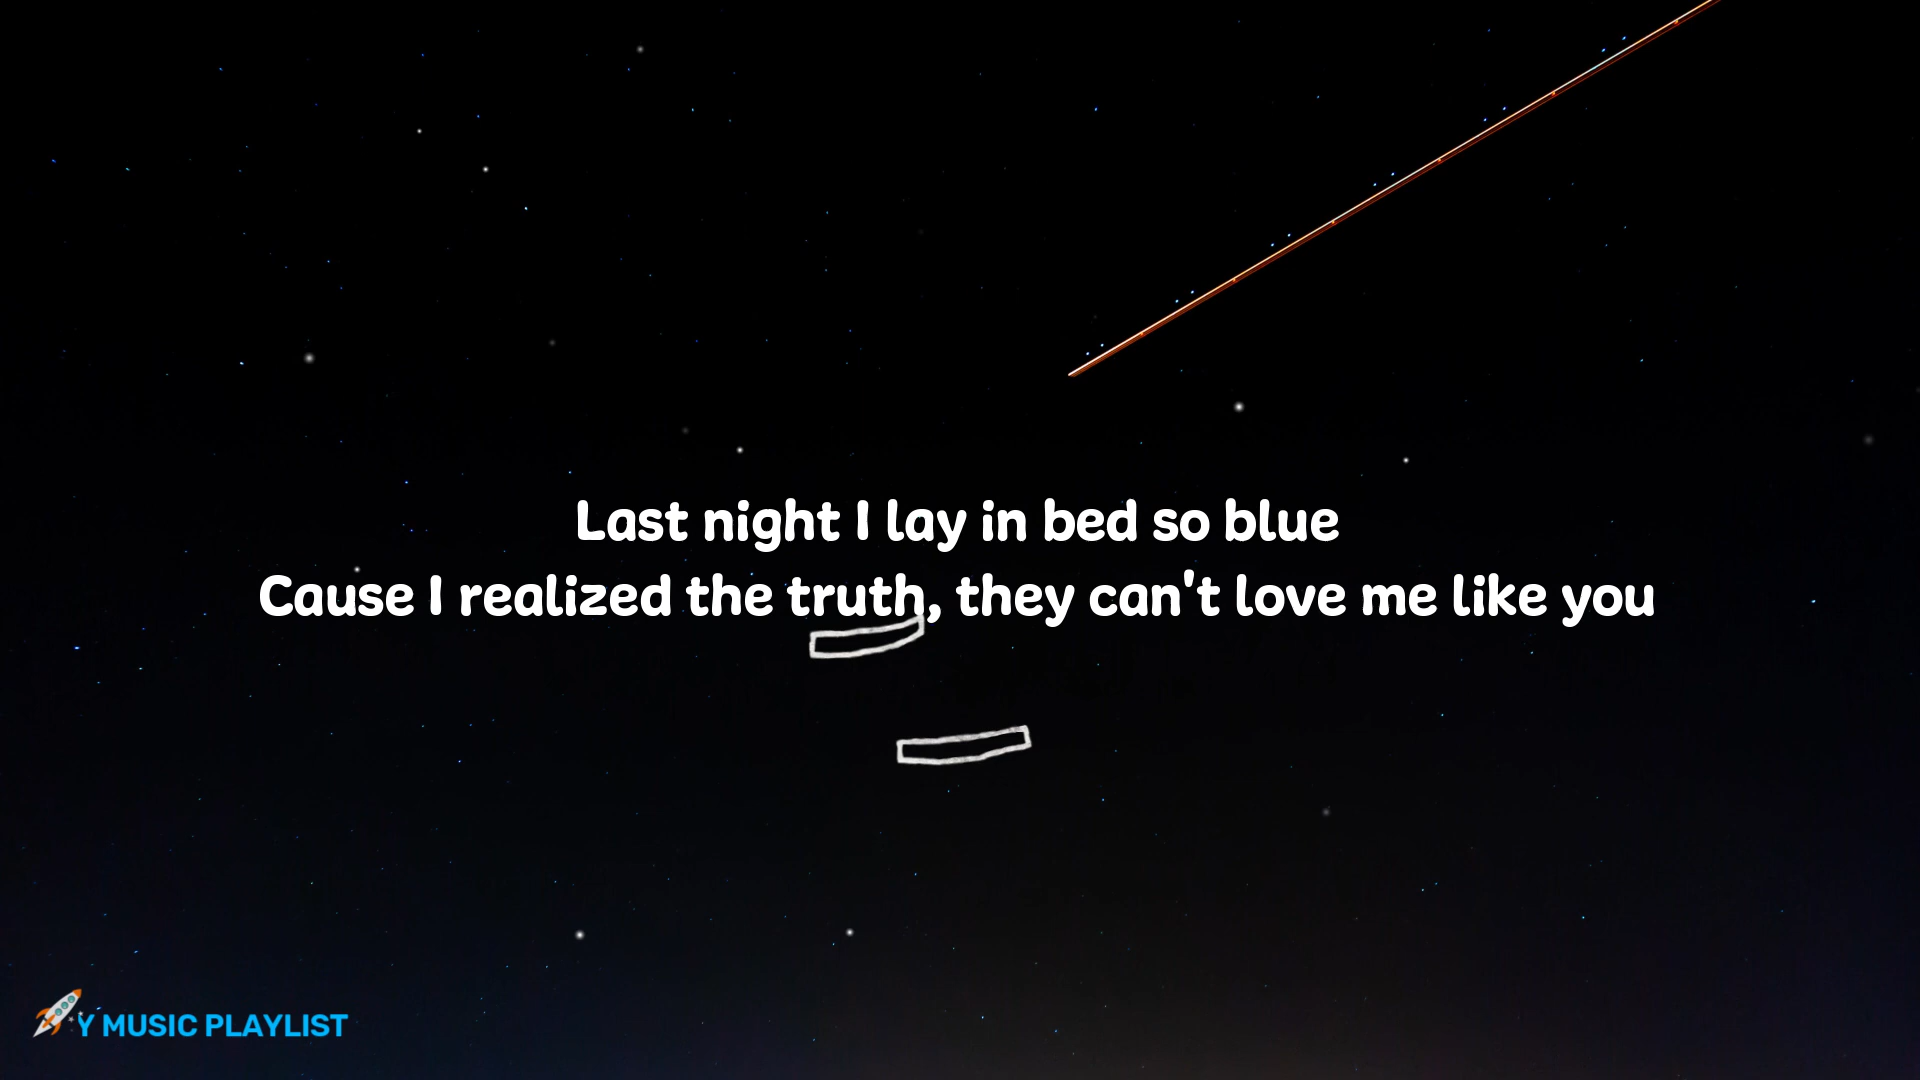 Last night I lay in bed so blue
Cause I realized the truth, they can't love me like you
Y MUSIC PLAYLIST